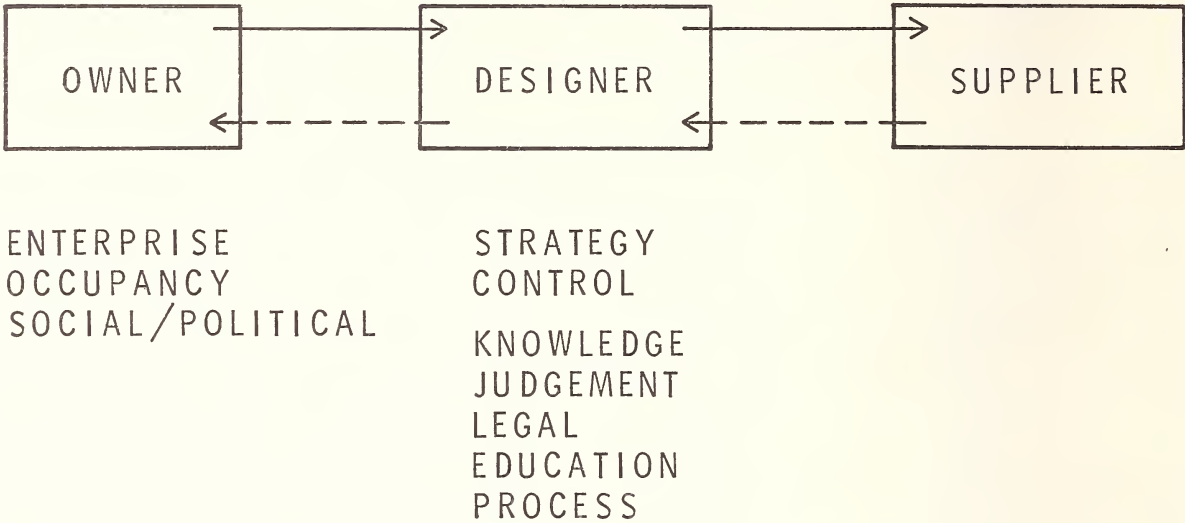 OWNER
DESIGNER
SUPPLIER
ENTERPRISE
OCCUPANCY
SOCIAL/POLITICAL
STRATEGY
CONTROL
KNOWLEDGE
JUDGEMENT
LEGAL
EDUCATION
PROCESS